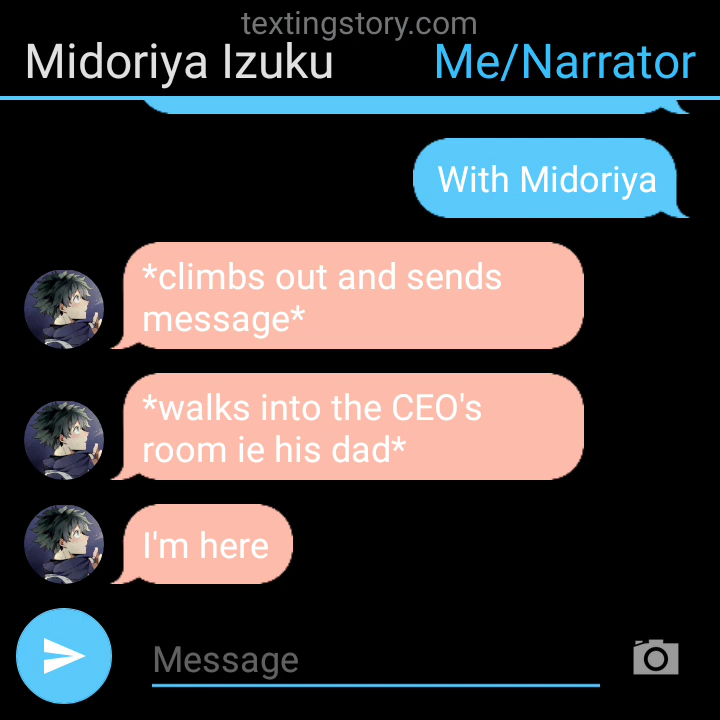 textingstory.com
Midoriya Izuku Me/Narrator
With Midoriya
*climbs out and sends
message*
*walks into the CEO's
room ie his dad*
I'm here
Message